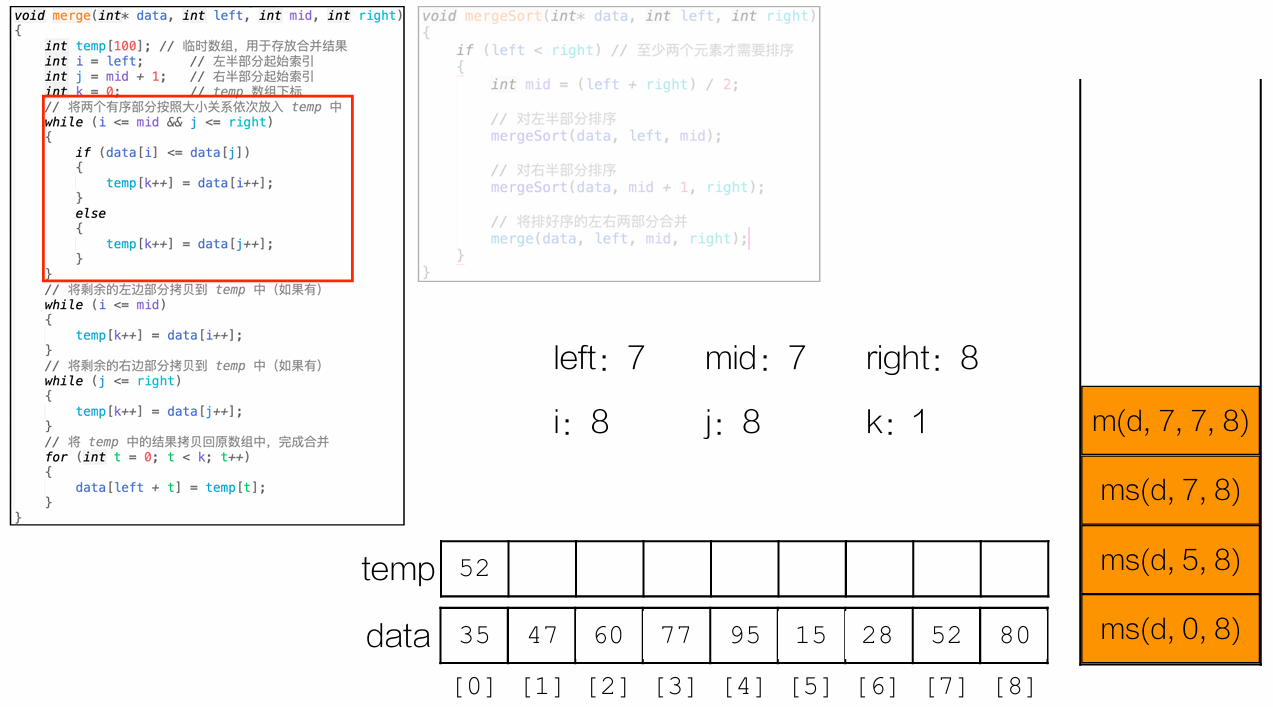 void merge(int* data, int left, int mid, int right)
{
int temp[100]; // 临时数组，用于存放合并结果
int i = left; // 左半部分起始索引
int j = mid + 1; // 右半部分起始索引
int k = 0; // temp 数组下标
// 将两个有序部分按照大小关系依次放入 temp 中
while (i <= mid && j <= right)
{
if (data[i] <= data[j])
{
temp[k++] = data[i++];
}
else
{
temp[k++] = data[j++];
}
}
// 将剩余的左边部分拷贝到 temp 中（如果有）
while (i <= mid)
{
temp[k++] = data[i++];
}
// 将剩余的右边部分拷贝到 temp 中（如果有）
while (j <= right)
{
temp[k++] = data[j++];
}
// 将 temp 中的结果拷贝回原数组中，完成合并
for (int t = 0; t < k; t++)
{
data[left + t] = temp[t];
}
}
void mergeSort(int* data, int left, int right)
{
if (left < right) // 至少两个元素才需要排序
{
int mid = (left + right) / 2;
// 对左半部分排序
mergeSort(data, left, mid);
// 对右半部分排序
mergeSort(data, mid + 1, right);
// 将排好序的左右两部分合并
merge(data, left, mid, right);
}
}
left: 7 mid: 7 right: 8
i: 8 j: 8 k: 1
m(d, 7, 7, 8)
ms(d, 7, 8)
ms(d, 5, 8)
ms(d, 0, 8)
temp 52
data 35 47 60 77 95 15 28 52 80
[0] [1] [2] [3] [4] [5] [6] [7] [8]